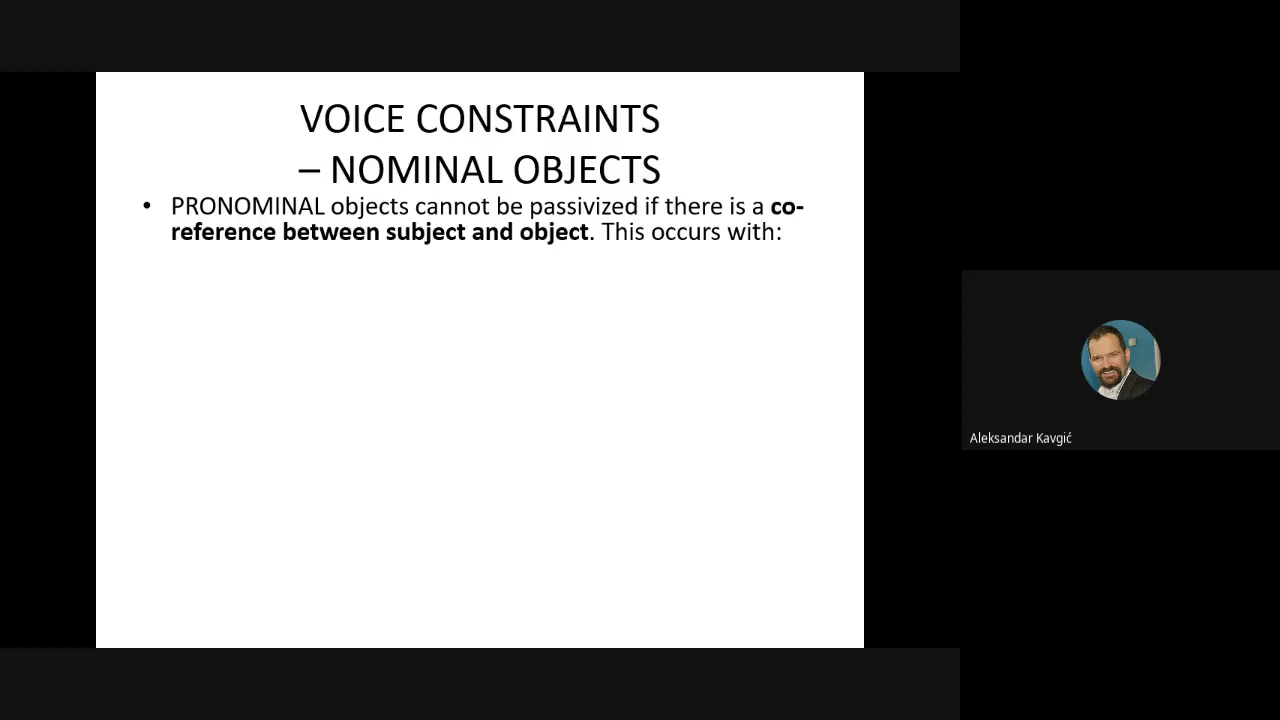 VOICE CONSTRAINTS
– NOMINAL OBJECTS
• PRONOMINAL objects cannot be passivized if there is a co-
reference between subject and object. This occurs with:
Aleksandar Kavgić